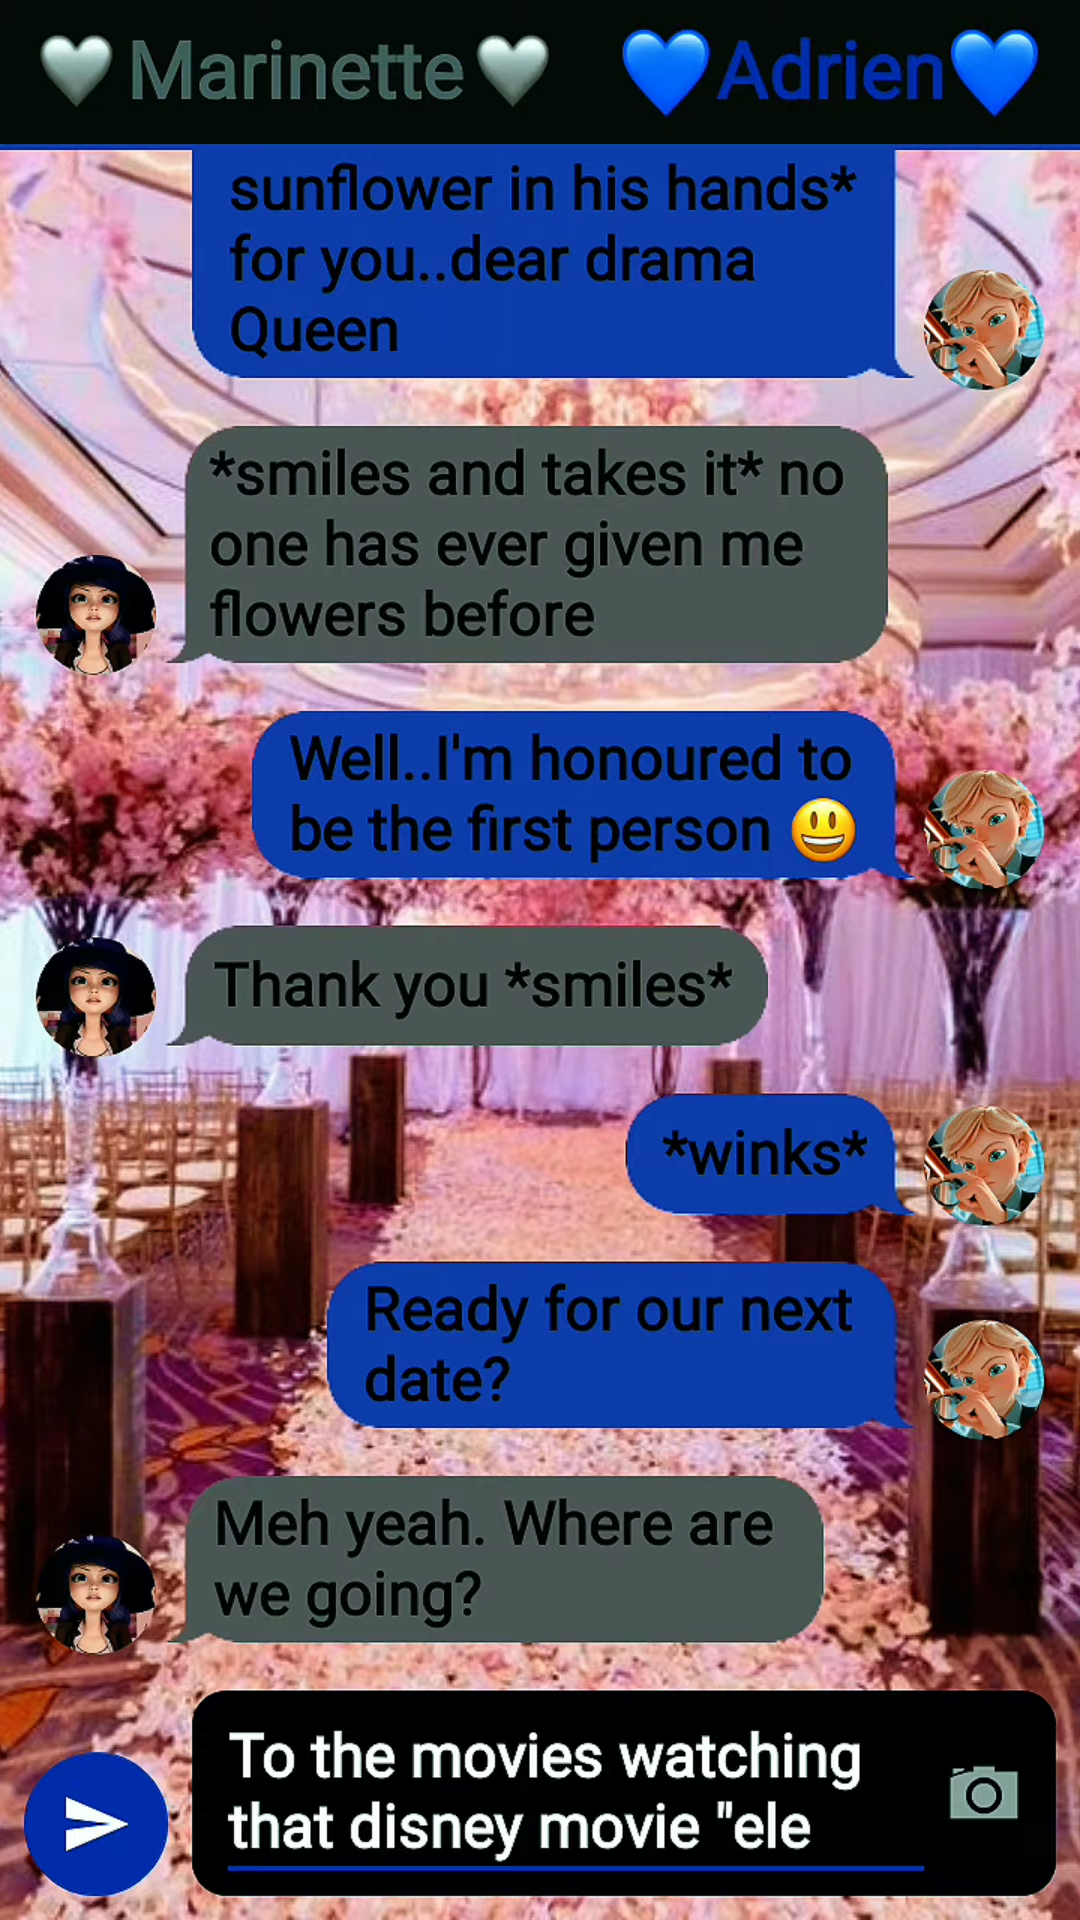 🤍Marinette🤍 💙Adrien💙
sunflower in his hands*
for you..dear drama
Queen
*smiles and takes it* no
one has ever given me
flowers before
Well..I'm honoured to
be the first person 😃
Thank you *smiles*
*winks*
Ready for our next
date?
Meh yeah. Where are
we going?
To the movies watching
that disney movie "ele